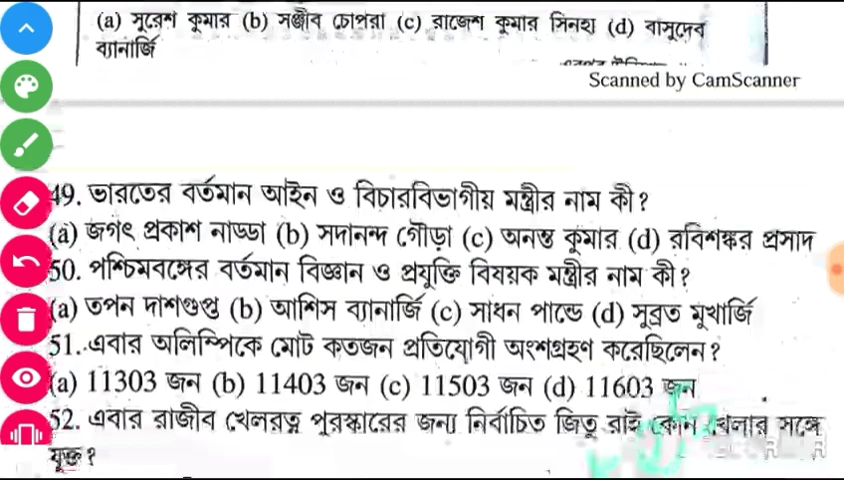 (a) সুরেশ কুমার (b) সঞ্জীব চোপরা (c) রাজেশ কুমার সিনহা (d) বাসুদেব
ব্যানার্জি
Scanned by CamScanner
49. ভারতের বর্তমান আইন ও বিচারবিভাগীয় মন্ত্রীর নাম কী?
(a) জগৎ প্রকাশ নাড্ডা (b) সদানন্দ গৌড়া (c) অনন্ত কুমার (d) রবিশঙ্কর প্রসাদ
50. পশ্চিমবঙ্গের বর্তমান বিজ্ঞান ও প্রযুক্তি বিষয়ক মন্ত্রীর নাম কী?
(a) তপন দাশগুপ্ত (b) আশিস ব্যানার্জি (c) সাধন পান্ডে (d) সুব্রত মুখার্জি
51. এবার অলিম্পিকে মোট কতজন প্রতিযোগী অংশগ্রহণ করেছিলেন?
(a) 11303 জন (b) 11403 জন (c) 11503 জন (d) 11603 জন
52. এবার রাজীব খেলরত্ন পুরস্কারের জন্য নির্বাচিত জিতু রাই কোন খেলার সঙ্গে
যুক্ত?